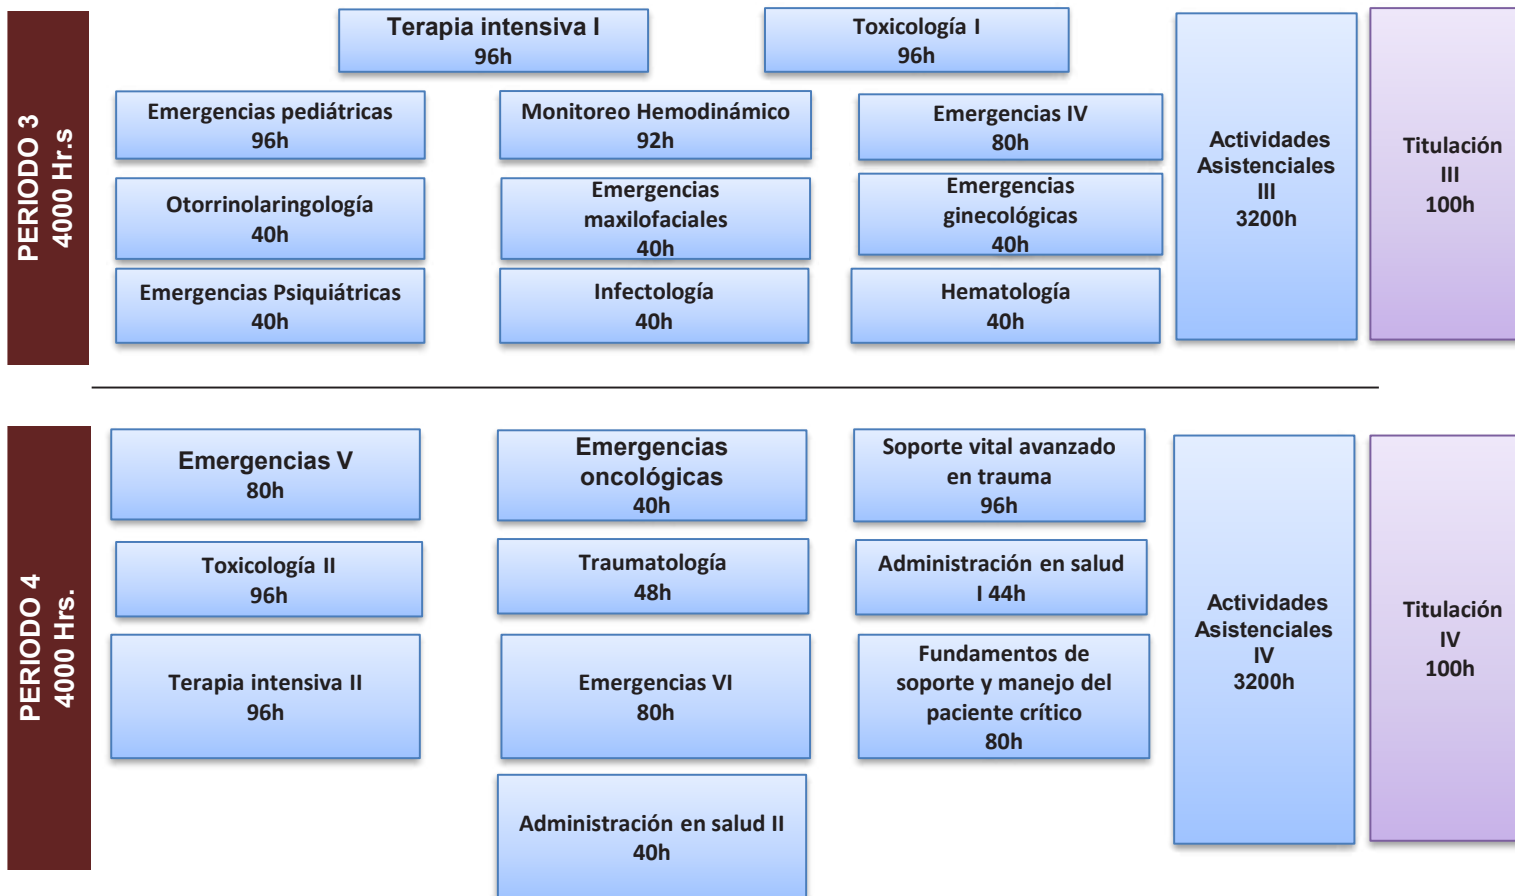 PERIODO 3
4000 Hr.s
Terapia intensiva I
96h
Toxicología I
96h
Emergencias pediátricas
96h
Monitoreo Hemodinámico
92h
Emergencias IV
80h
Otorrinolaringología
40h
Emergencias
maxilofaciales
40h
Emergencias
ginecológicas
40h
Emergencias Psiquiátricas
40h
Infectología
40h
Hematología
40h
Actividades
Asistenciales
III
3200h
Titulación
III
100h
PERIODO 4
4000 Hrs.
Emergencias V
80h
Emergencias
oncológicas
40h
Soporte vital avanzado
en trauma
96h
Toxicología II
96h
Traumatología
48h
Administración en salud
I 44h
Terapia intensiva II
96h
Emergencias VI
80h
Fundamentos de
soporte y manejo del
paciente crítico
80h
Administración en salud II
40h
Actividades
Asistenciales
IV
3200h
Titulación
IV
100h